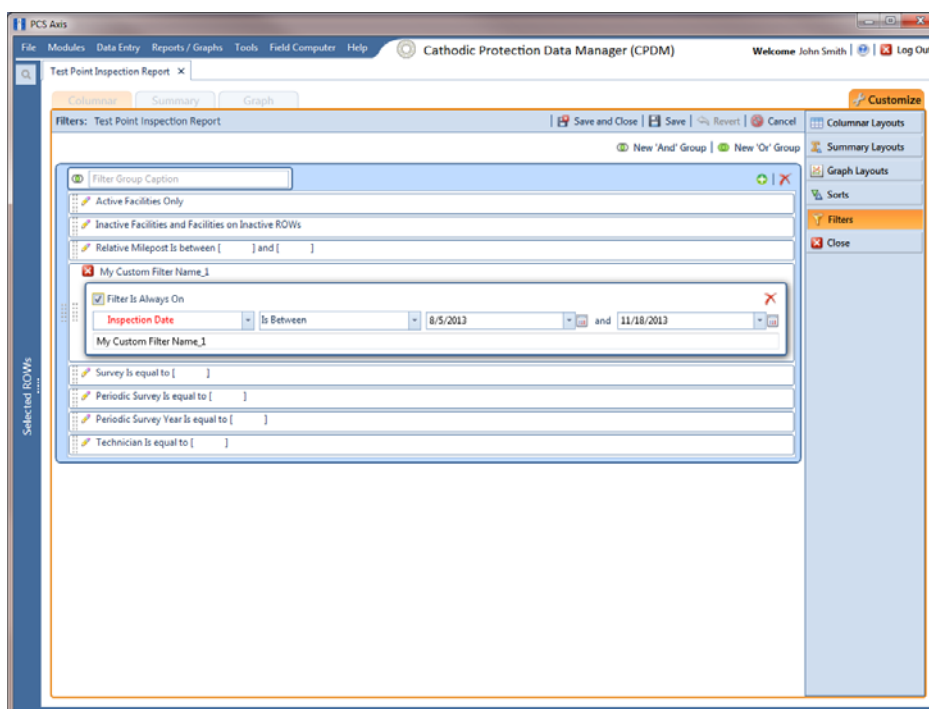 PCS Axis
File Modules Data Entry Reports / Graphs Tools Field Computer Help
Cathodic Protection Data Manager (CPDM)
Welcome John Smith | Log Out
Test Point Inspection Report X
Columnar Summary Graph
Customize
Filters: Test Point Inspection Report
| Save and Close | Save | Revert | Cancel
New 'And' Group | New 'Or' Group
Filter Group Caption
Active Facilities Only
Inactive Facilities and Facilities on Inactive ROWs
Relative Milepost Is between [ ] and [ ]
My Custom Filter Name_1
Filter Is Always On
Inspection Date Is Between 8/5/2013 and 11/18/2013
My Custom Filter Name_1
Survey Is equal to [ ]
Periodic Survey Is equal to [ ]
Periodic Survey Year Is equal to [ ]
Technician Is equal to [ ]
Columnar Layouts
Summary Layouts
Graph Layouts
Sorts
Filters
Close
Selected ROWs